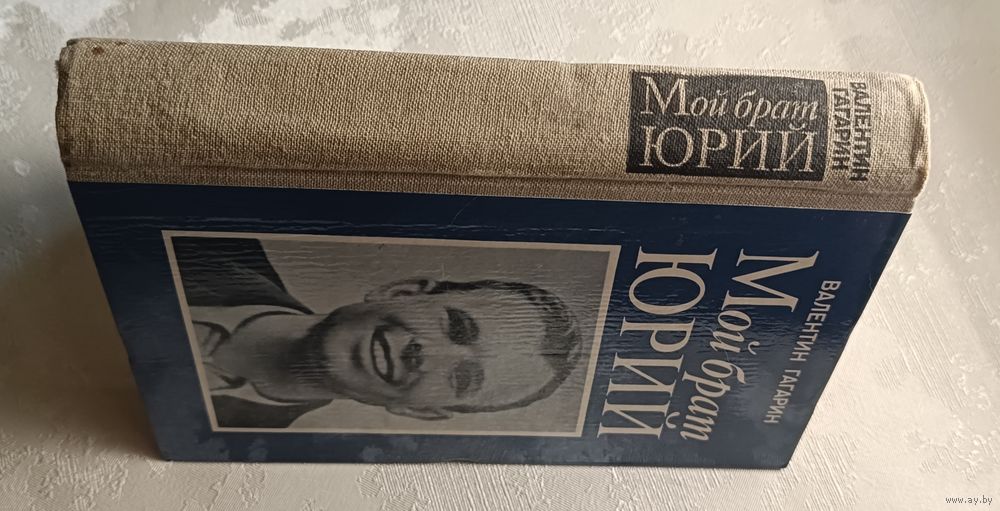 Мой брат
ЮРИЙ
ВАЛЕНТИН
ГАГАРИН
ВАЛЕНТИН ГАГАРИН
Мой брат
ЮРИЙ
www.ay.by